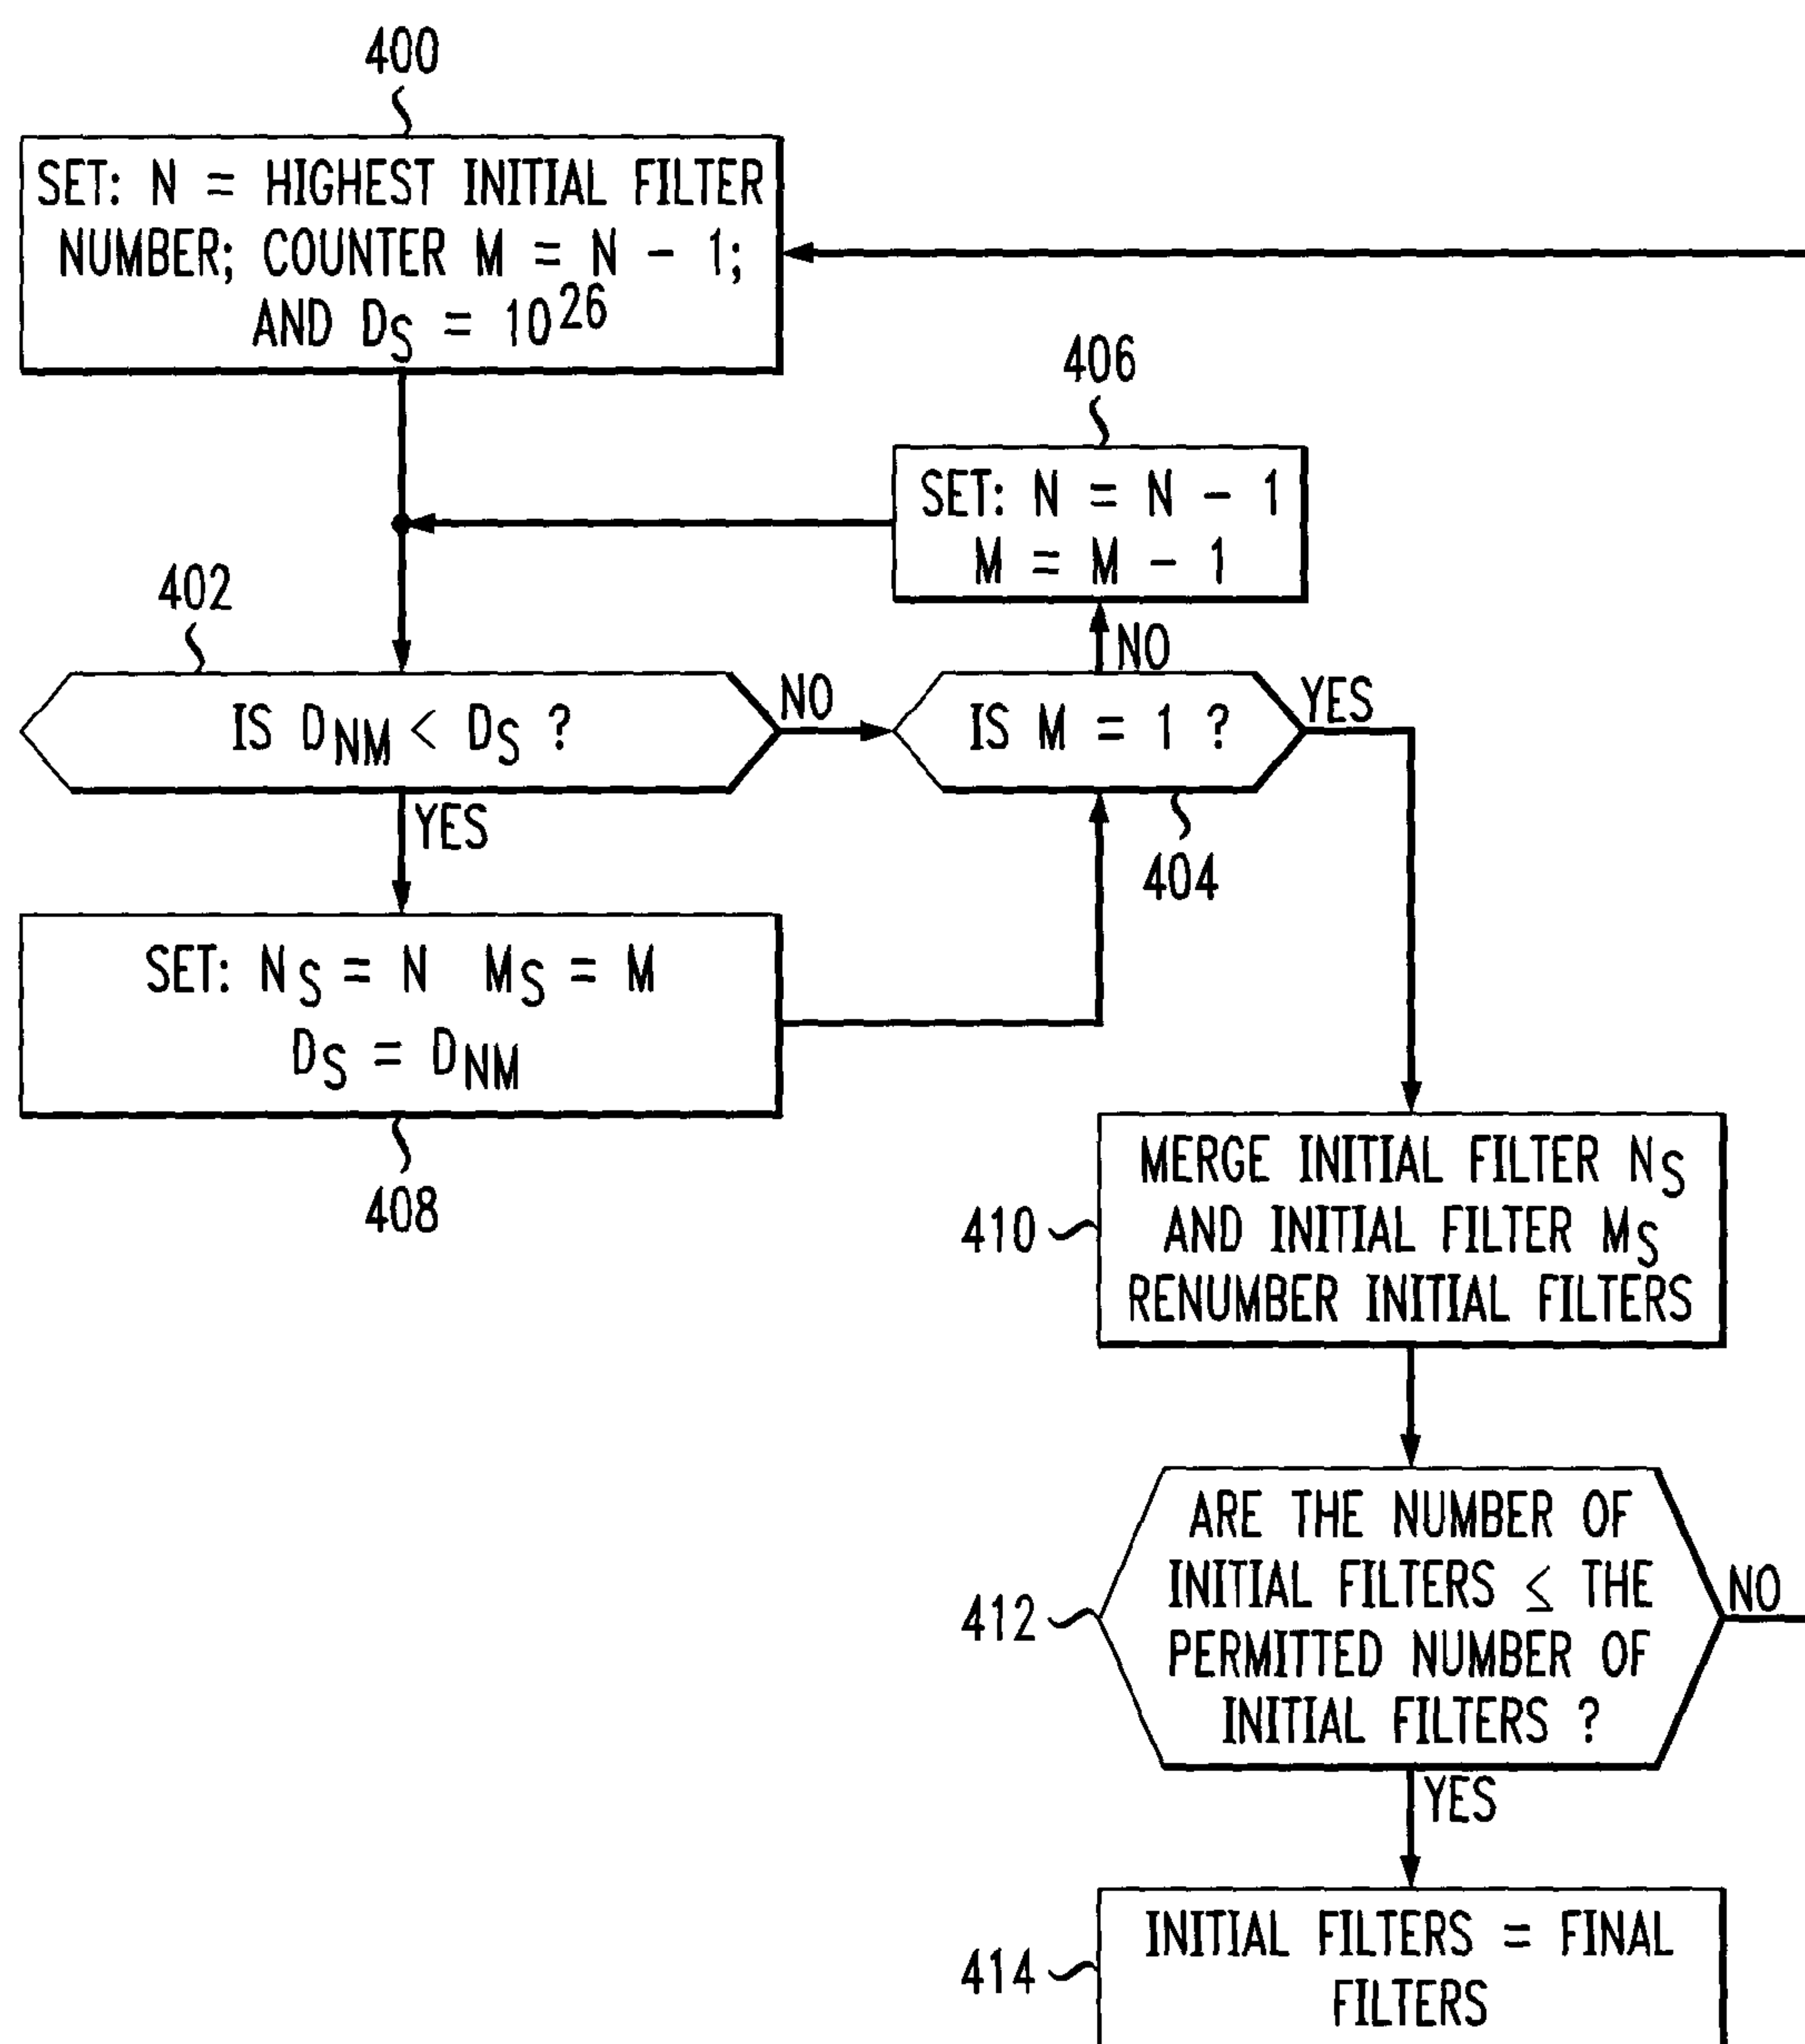 400
SET: N = HIGHEST INITIAL FILTER
NUMBER; COUNTER M = N - 1;
AND DS = 10^26
406
SET: N = N - 1
M = M - 1
402
IS DNM < DS ?
NO
NO
IS M = 1 ?
YES
404
YES
SET: NS = N MS = M
DS = DNM
408
410
MERGE INITIAL FILTER NS
AND INITIAL FILTER MS
RENUMBER INITIAL FILTERS
412
ARE THE NUMBER OF
INITIAL FILTERS ≤ THE
PERMITTED NUMBER OF
INITIAL FILTERS ?
NO
YES
414
INITIAL FILTERS = FINAL
FILTERS